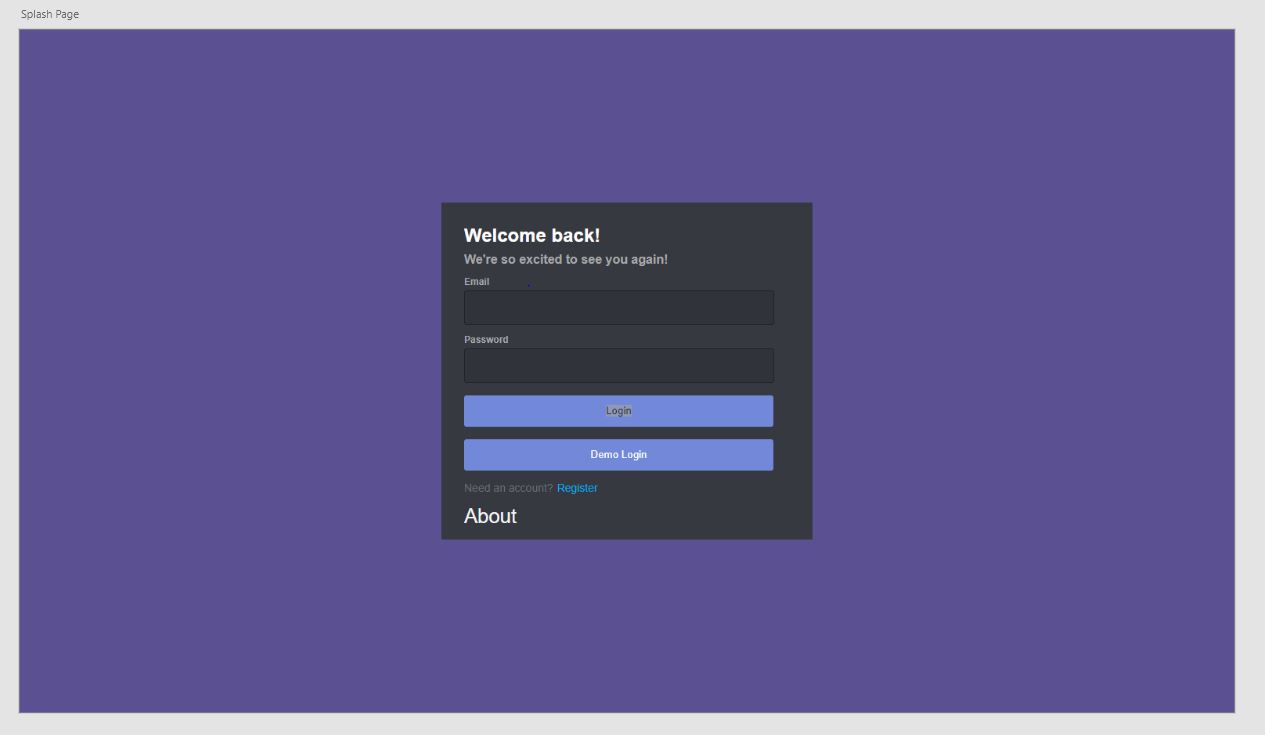 Splash Page
Welcome back!
We're so excited to see you again!
Email
Password
Login
Demo Login
Need an account? Register
About